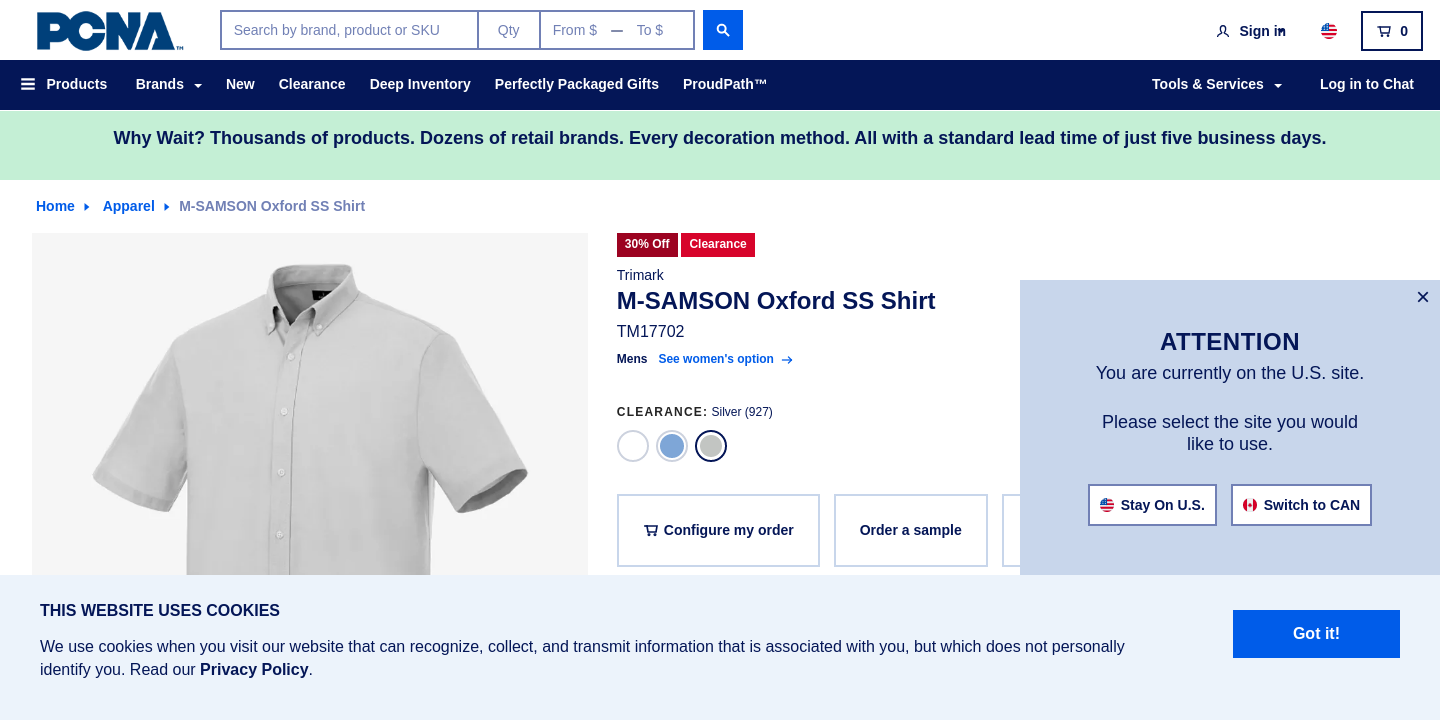 PCNA™
Search by brand, product or SKU
Qty
From $ — To $
Sign in
0
Products
Brands
New
Clearance
Deep Inventory
Perfectly Packaged Gifts
ProudPath™
Tools & Services
Log in to Chat
Why Wait? Thousands of products. Dozens of retail brands. Every decoration method. All with a standard lead time of just five business days.
Home
Apparel
M-SAMSON Oxford SS Shirt
30% Off
Clearance
Trimark
M-SAMSON Oxford SS Shirt
TM17702
Mens See women's option
CLEARANCE: Silver (927)
Configure my order
Order a sample
×
ATTENTION
You are currently on the U.S. site.
Please select the site you would
like to use.
Stay On U.S.
Switch to CAN
THIS WEBSITE USES COOKIES
We use cookies when you visit our website that can recognize, collect, and transmit information that is associated with you, but which does not personally
identify you. Read our Privacy Policy.
Got it!